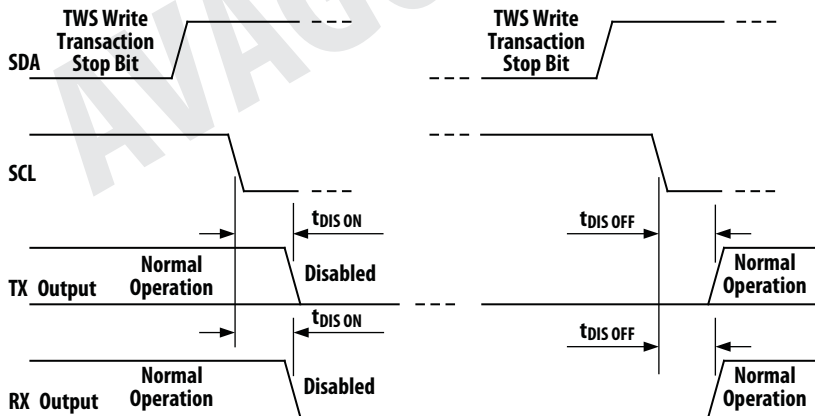 TWS Write
Transaction
Stop Bit
TWS Write
Transaction
Stop Bit
SDA
SCL
tDIS ON
tDIS OFF
TX Output
Normal
Operation
Disabled
Normal
Operation
tDIS ON
tDIS OFF
RX Output
Normal
Operation
Disabled
Normal
Operation